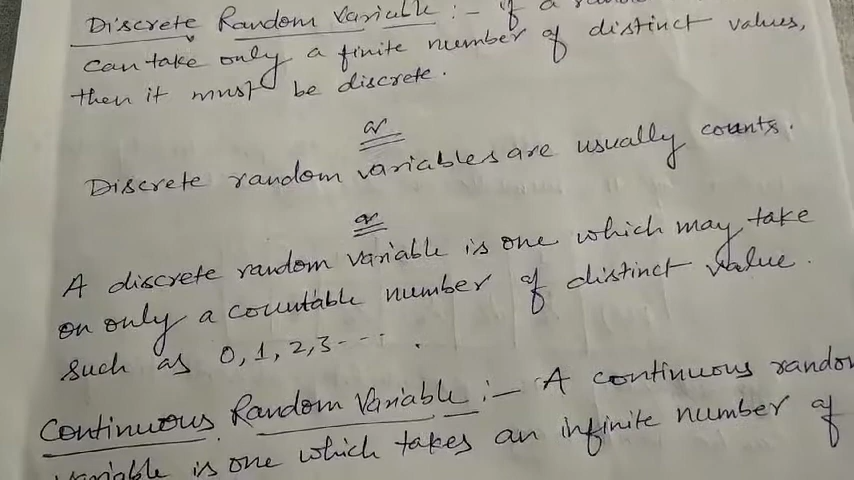 Discrete Random Variable :- if a
can take only a finite number of distinct values,
then it must be discrete.
or
Discrete random variables are usually counts.
or
A discrete random variable is one which may take
on only a countable number of distinct value.
such as 0, 1, 2, 3 ---- .
Continuous Random Variable :- A continuous random
variable is one which takes an infinite number of